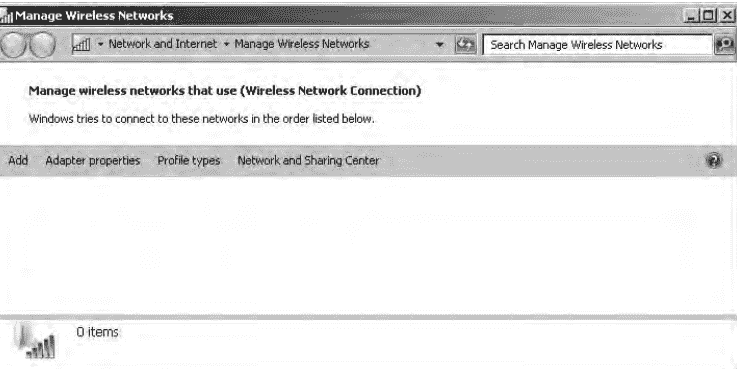 Manage Wireless Networks
Network and Internet Manage Wireless Networks Search Manage Wireless Networks
Manage wireless networks that use (Wireless Network Connection)
Windows tries to connect to these networks in the order listed below.
Add Adapter properties Profile types Network and Sharing Center
0 items